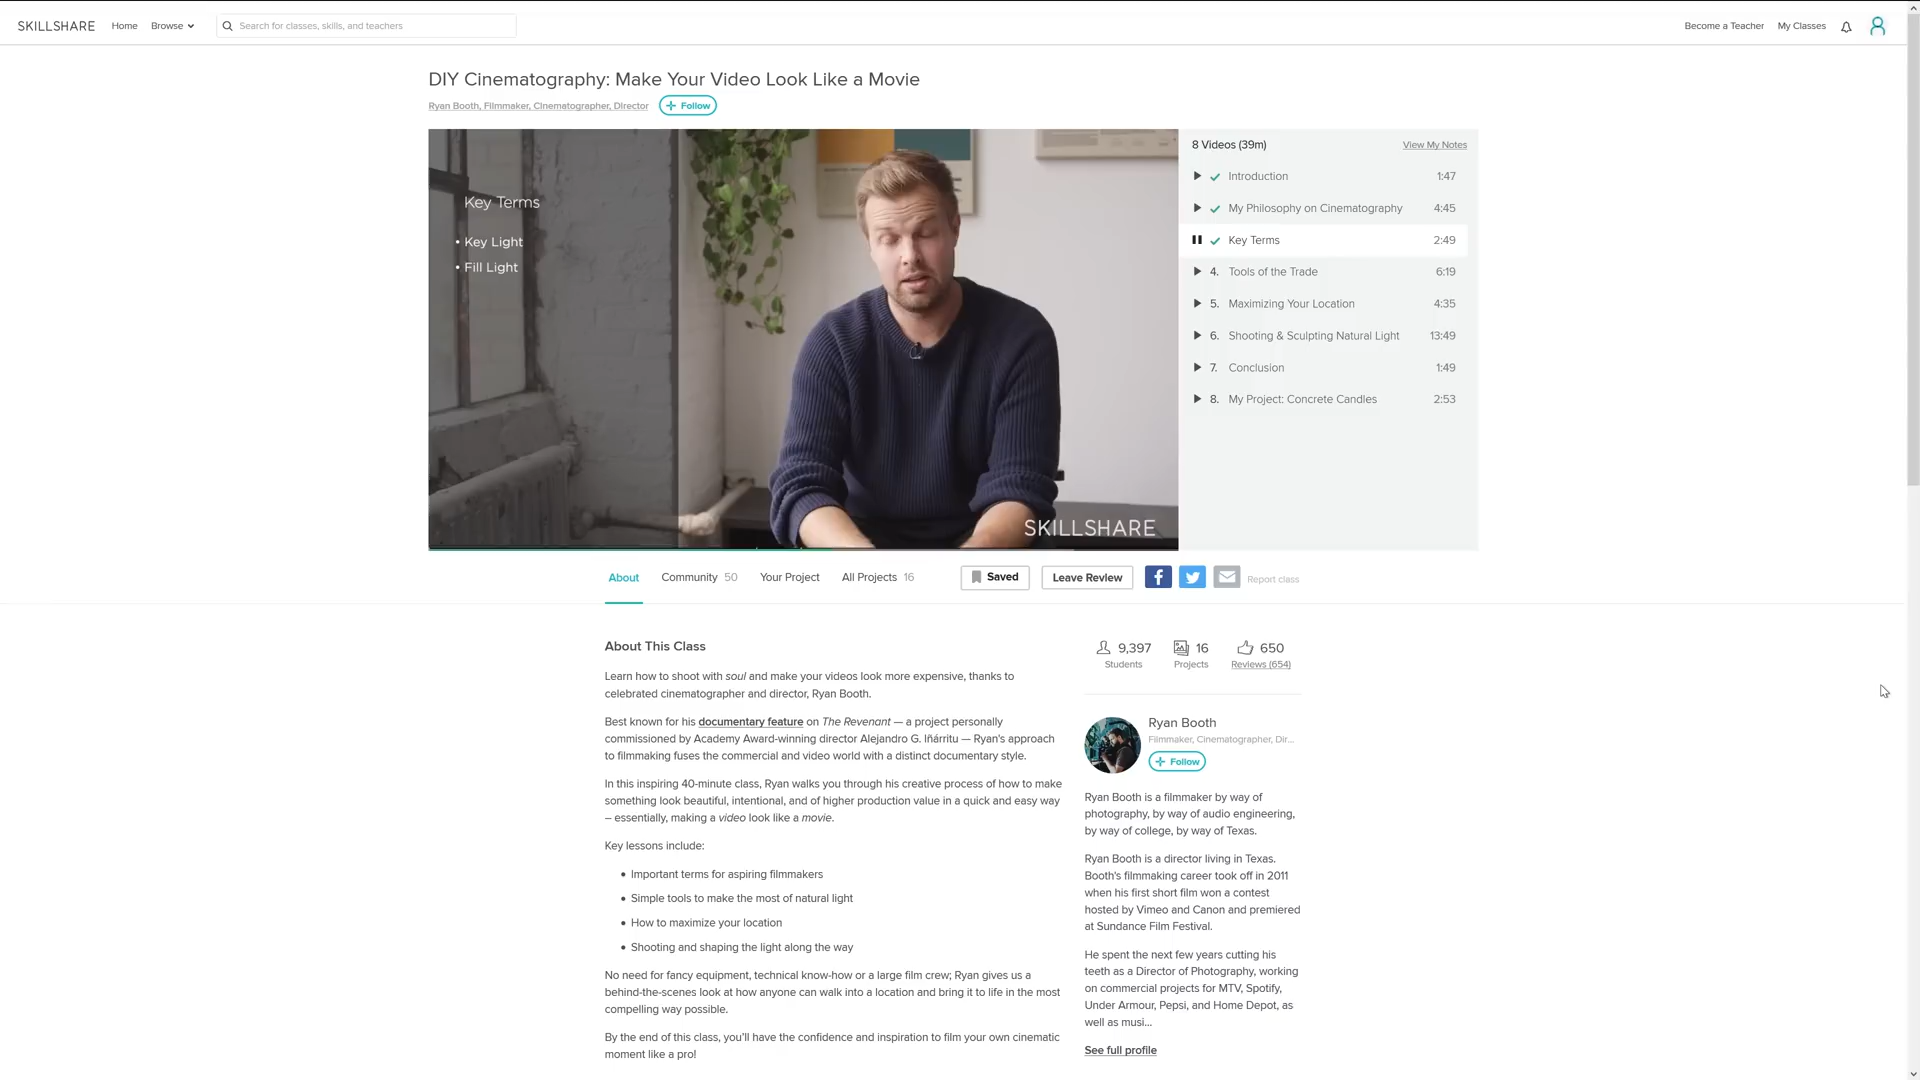 SKILLSHARE Home Browse Search for classes, skills, and teachers Become a Teacher My Classes
DIY Cinematography: Make Your Video Look Like a Movie
Ryan Booth, Filmmaker, Cinematographer, Director Follow
Key Terms
• Key Light
• Fill Light
SKILLSHARE
8 Videos (39m) View My Notes
Introduction 1:47
My Philosophy on Cinematography 4:45
Key Terms 2:49
4. Tools of the Trade 6:19
5. Maximizing Your Location 4:35
6. Shooting & Sculpting Natural Light 13:49
7. Conclusion 1:49
8. My Project: Concrete Candles 2:53
About Community 50 Your Project All Projects 16 Saved Leave Review Report class
About This Class
Learn how to shoot with soul and make your videos look more expensive, thanks to
celebrated cinematographer and director, Ryan Booth.
Best known for his documentary feature on The Revenant — a project personally
commissioned by Academy Award-winning director Alejandro G. Iñárritu — Ryan's approach
to filmmaking fuses the commercial and video world with a distinct documentary style.
In this inspiring 40-minute class, Ryan walks you through his creative process of how to make
something look beautiful, intentional, and of higher production value in a quick and easy way
– essentially, making a video look like a movie.
Key lessons include:
• Important terms for aspiring filmmakers
• Simple tools to make the most of natural light
• How to maximize your location
• Shooting and shaping the light along the way
No need for fancy equipment, technical know-how or a large film crew; Ryan gives us a
behind-the-scenes look at how anyone can walk into a location and bring it to life in the most
compelling way possible.
By the end of this class, you'll have the confidence and inspiration to film your own cinematic
moment like a pro!
9,397 16 650
Students Projects Reviews (654)
Ryan Booth
Filmmaker, Cinematographer, Dir...
Follow
Ryan Booth is a filmmaker by way of
photography, by way of audio engineering,
by way of college, by way of Texas.
Ryan Booth is a director living in Texas.
Booth's filmmaking career took off in 2011
when his first short film won a contest
hosted by Vimeo and Canon and premiered
at Sundance Film Festival.
He spent the next few years cutting his
teeth as a Director of Photography, working
on commercial projects for MTV, Spotify,
Under Armour, Pepsi, and Home Depot, as
well as musi...
See full profile